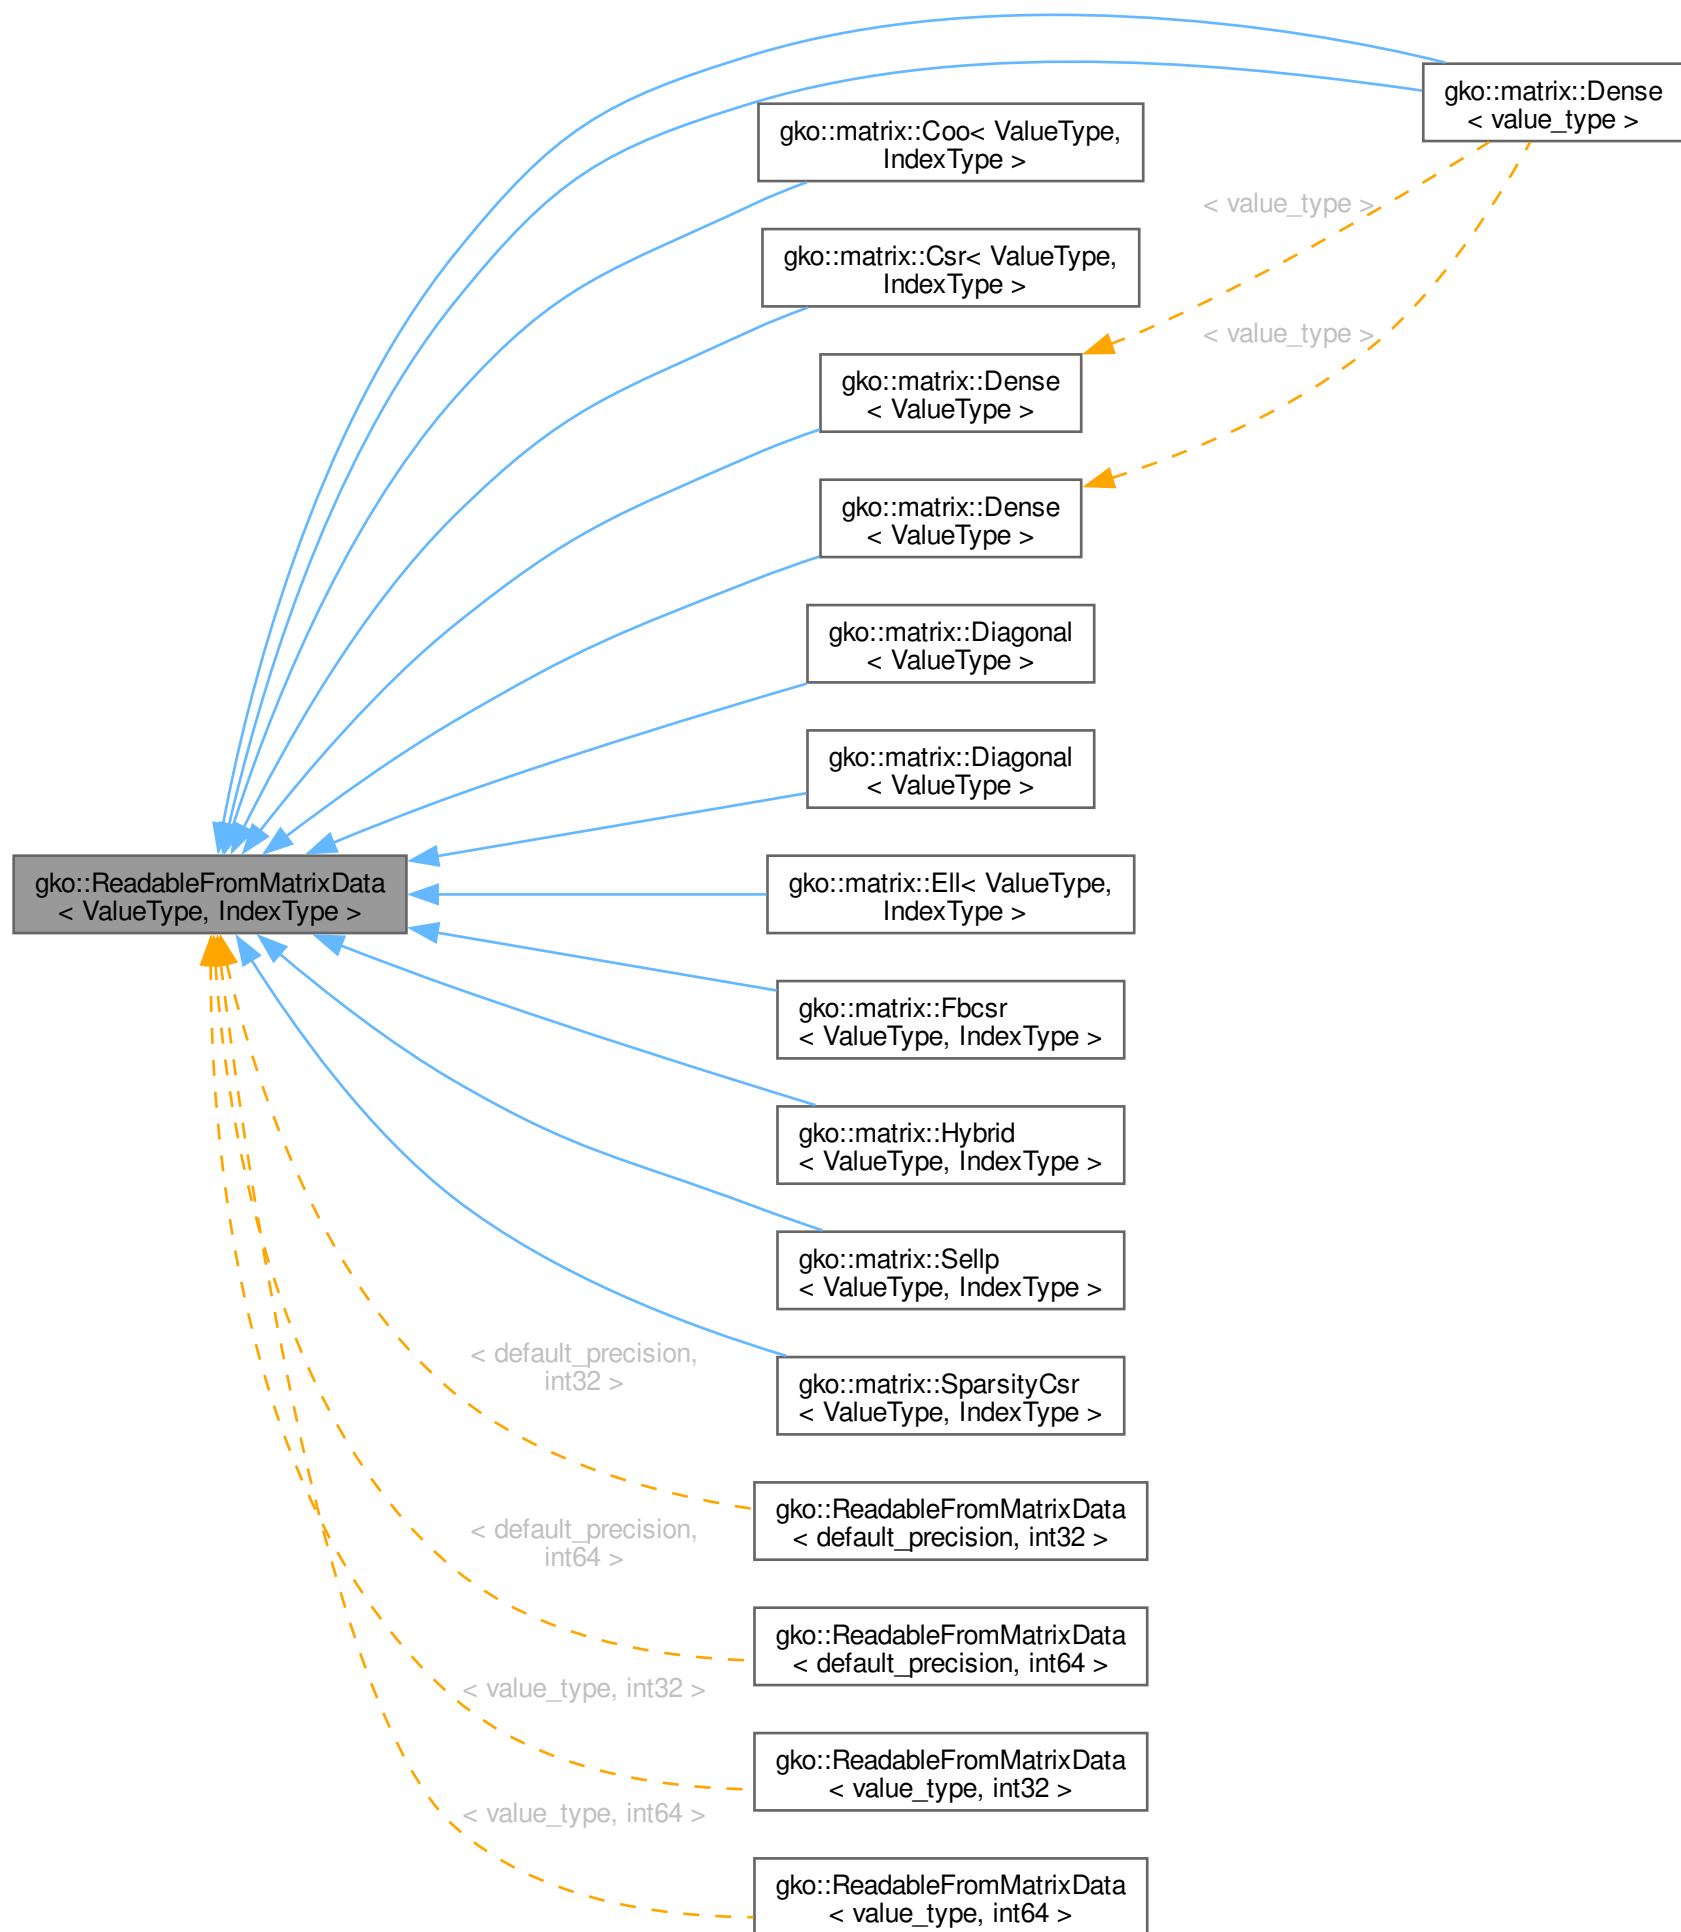 gko::matrix::Dense
< value_type >
gko::matrix::Coo< ValueType,
IndexType >
< value_type >
gko::matrix::Csr< ValueType,
IndexType >
< value_type >
gko::matrix::Dense
< ValueType >
gko::matrix::Dense
< ValueType >
gko::matrix::Diagonal
< ValueType >
gko::matrix::Diagonal
< ValueType >
gko::ReadableFromMatrixData
< ValueType, IndexType >
gko::matrix::Ell< ValueType,
IndexType >
gko::matrix::Fbcsr
< ValueType, IndexType >
gko::matrix::Hybrid
< ValueType, IndexType >
gko::matrix::Sellp
< ValueType, IndexType >
< default_precision,
int32 >
gko::matrix::SparsityCsr
< ValueType, IndexType >
gko::ReadableFromMatrixData
< default_precision, int32 >
< default_precision,
int64 >
gko::ReadableFromMatrixData
< default_precision, int64 >
< value_type, int32 >
gko::ReadableFromMatrixData
< value_type, int32 >
< value_type, int64 >
gko::ReadableFromMatrixData
< value_type, int64 >